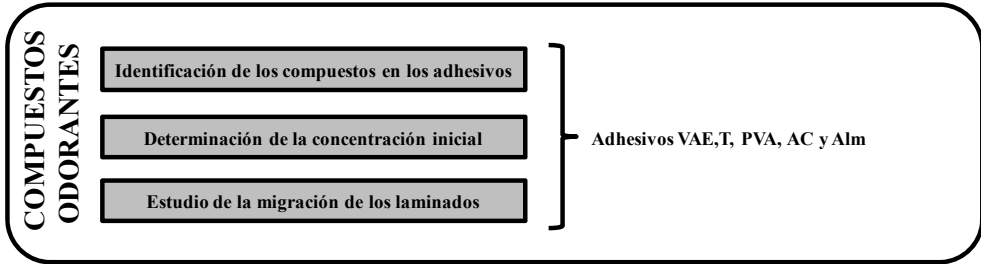 COMPUESTOS
ODORANTES
Identificación de los compuestos en los adhesivos
Determinación de la concentración inicial
Estudio de la migración de los laminados
Adhesivos VAE,T, PVA, AC y Alm